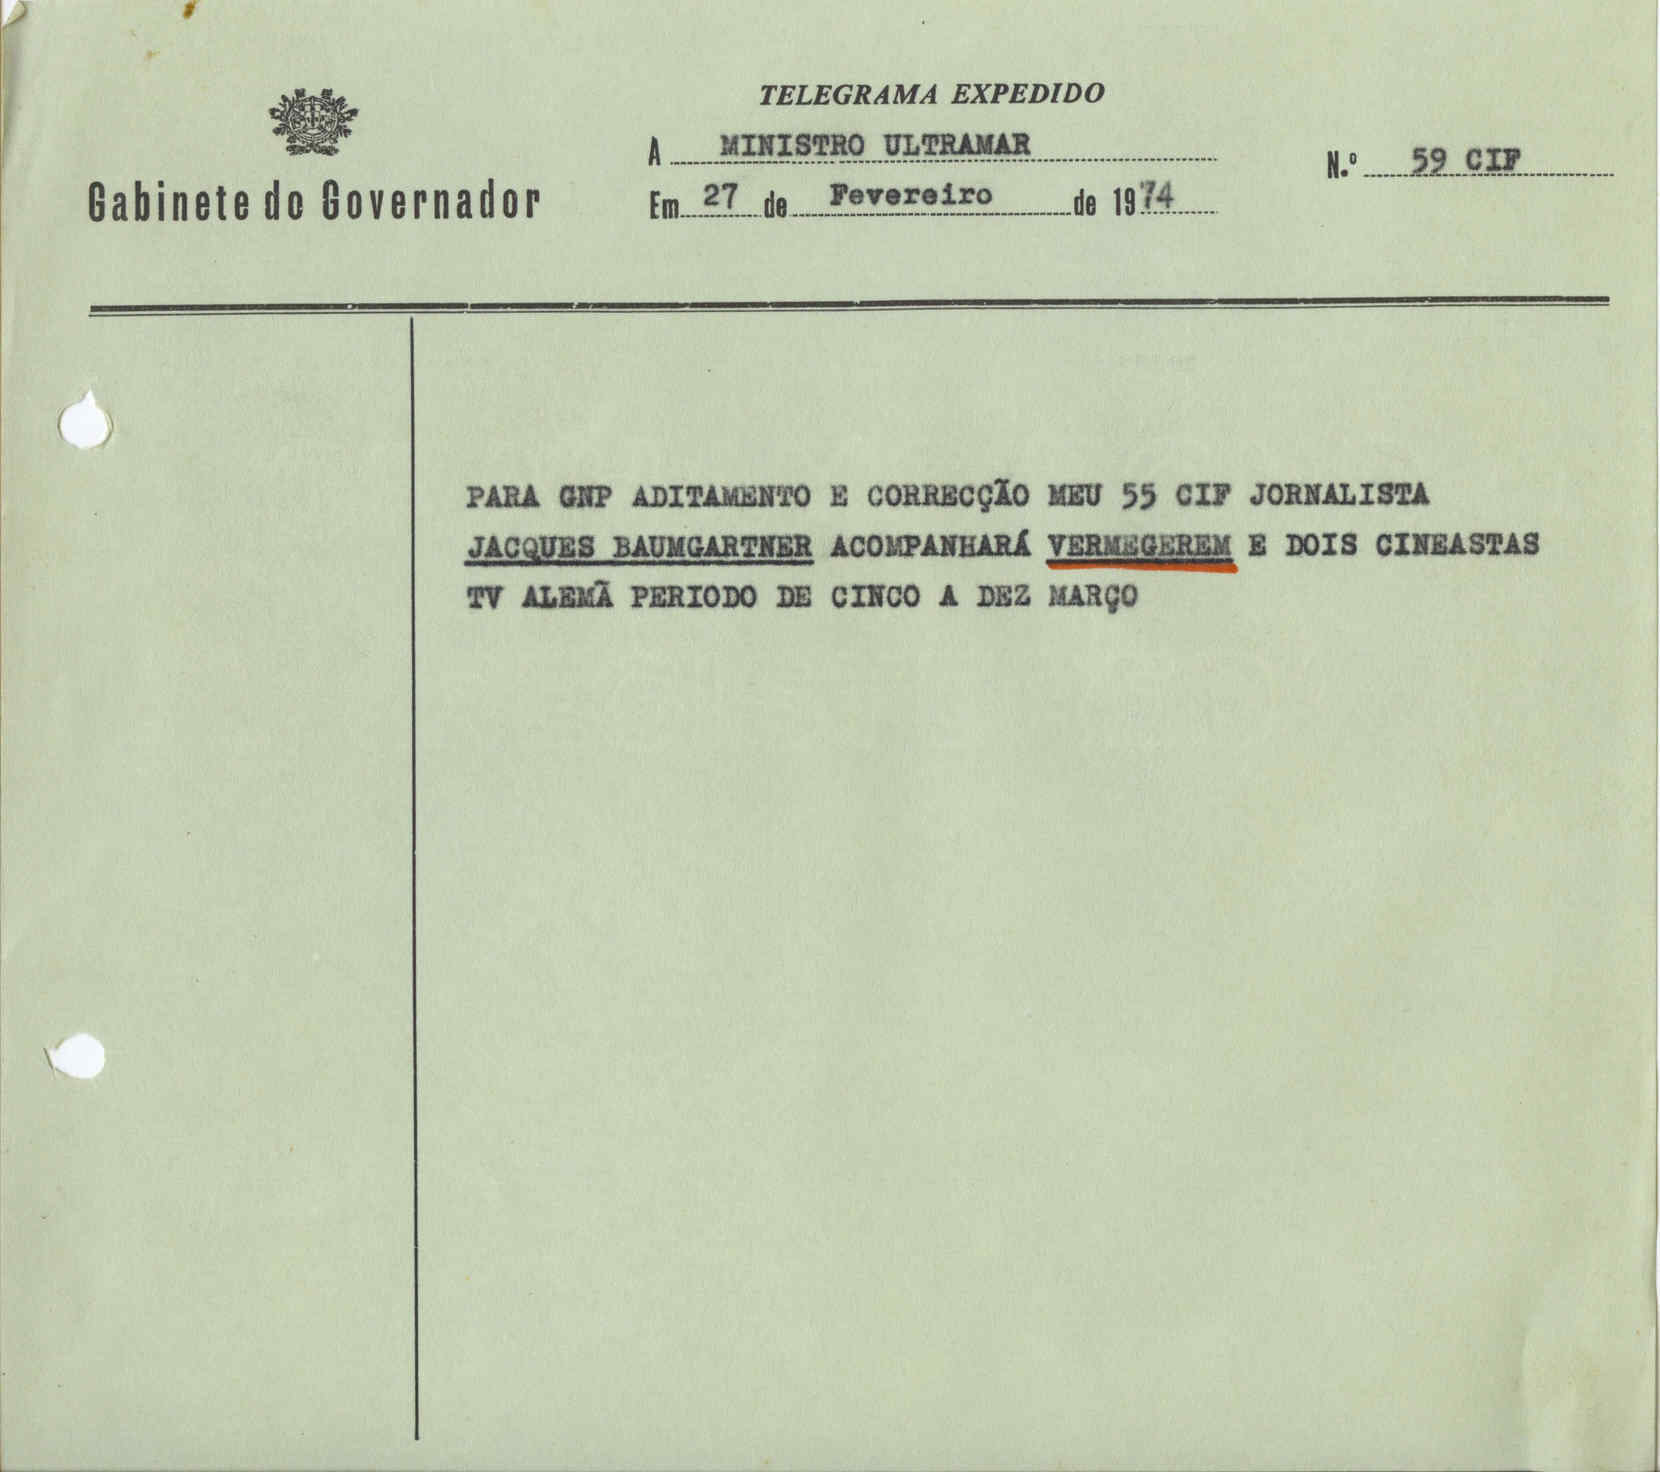 TELEGRAMA EXPEDIDO
A MINISTRO ULTRAMAR
N.º 59 CIF
Gabinete do Governador
Em 27 de Fevereiro de 1974
PARA GNP ADITAMENTO E CORRECÇÃO MEU 55 CIF JORNALISTA
JACQUES BAUMGARTNER ACOMPANHARÁ VERMEGEREM E DOIS CINEASTAS
TV ALEMÃ PERIODO DE CINCO A DEZ MARÇO